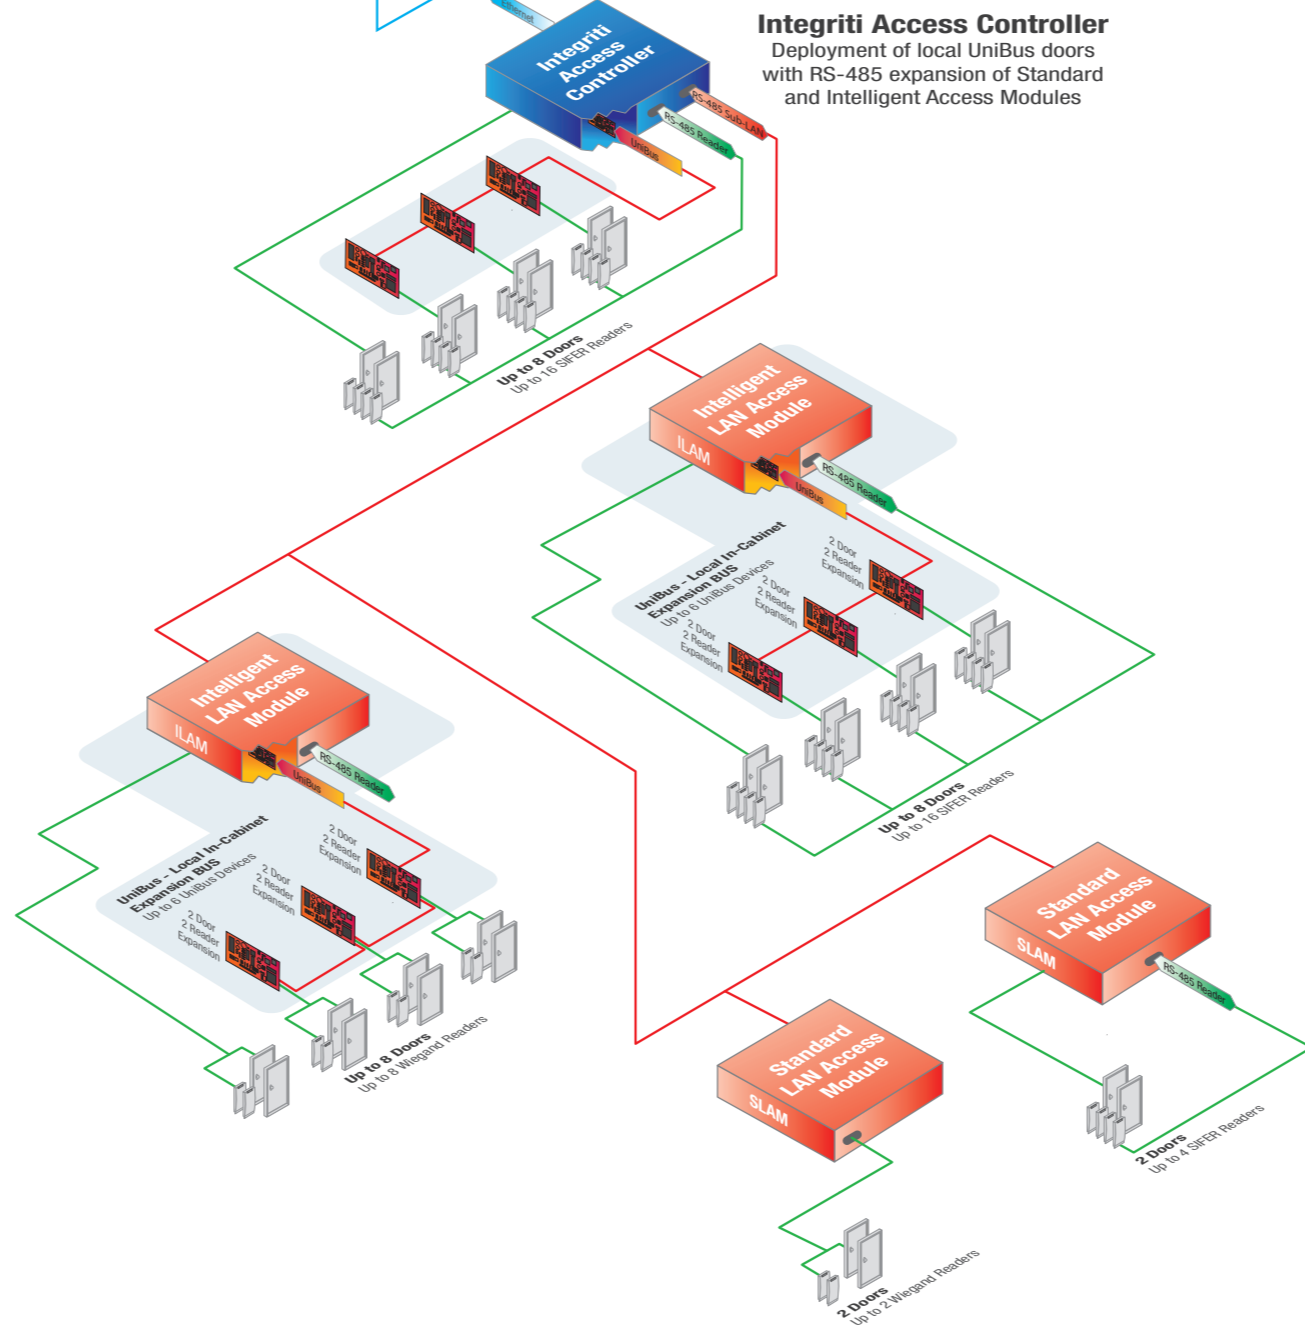 Integriti Access Controller
Deployment of local UniBus doors
with RS-485 expansion of Standard
and Intelligent Access Modules
Ethernet
Integriti
Access
Controller
RS-485 Sub-LAN
RS-485 Reader
UniBus
Up to 8 Doors
Up to 16 SIFER Readers
Intelligent
LAN Access
Module
ILAM
RS-485 Reader
UniBus
UniBus - Local In-Cabinet
Expansion BUS
Up to 6 UniBus Devices
2 Door
2 Reader
Expansion
2 Door
2 Reader
Expansion
2 Door
2 Reader
Expansion
Up to 8 Doors
Up to 16 SIFER Readers
Intelligent
LAN Access
Module
ILAM
RS-485 Reader
UniBus
UniBus - Local In-Cabinet
Expansion BUS
Up to 6 UniBus Devices
2 Door
2 Reader
Expansion
2 Door
2 Reader
Expansion
2 Door
2 Reader
Expansion
Up to 8 Doors
Up to 8 Wiegand Readers
Standard
LAN Access
Module
SLAM
RS-485 Reader
2 Doors
Up to 4 SIFER Readers
Standard
LAN Access
Module
SLAM
2 Doors
Up to 2 Wiegand Readers